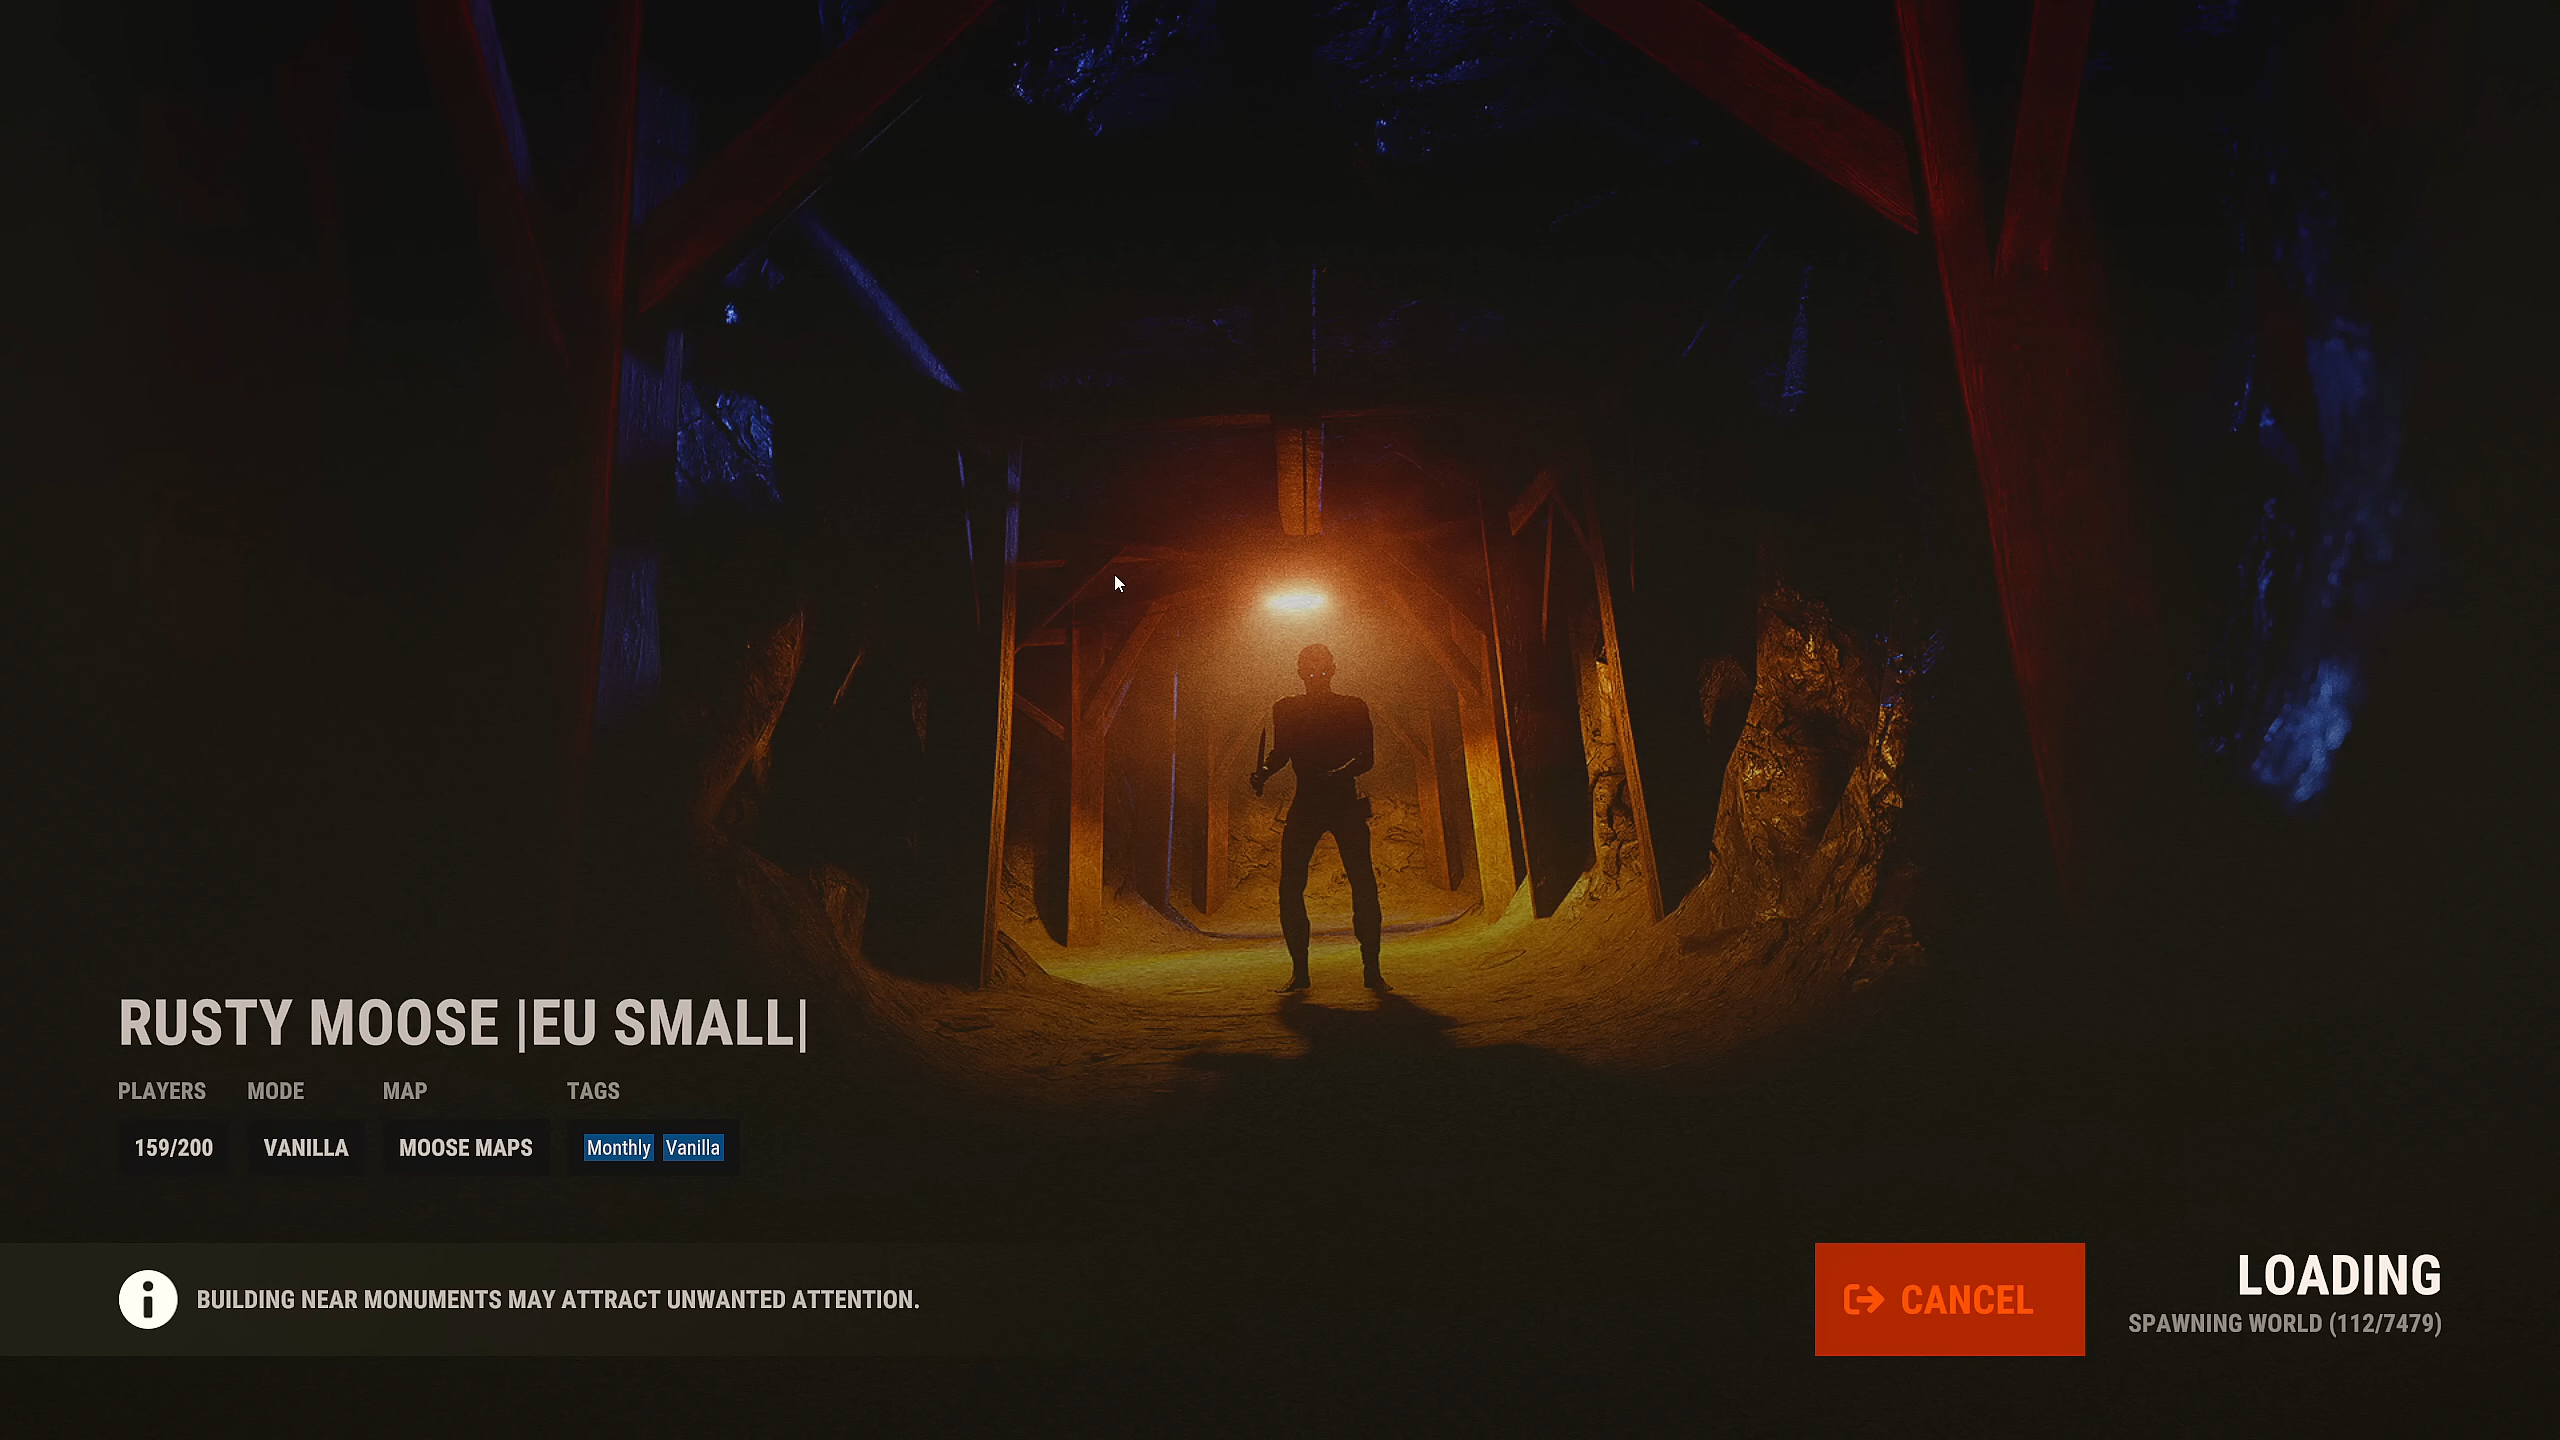 RUSTY MOOSE |EU SMALL|
PLAYERS MODE MAP TAGS
159/200 VANILLA MOOSE MAPS Monthly Vanilla
BUILDING NEAR MONUMENTS MAY ATTRACT UNWANTED ATTENTION.
CANCEL
LOADING
SPAWNING WORLD (112/7479)